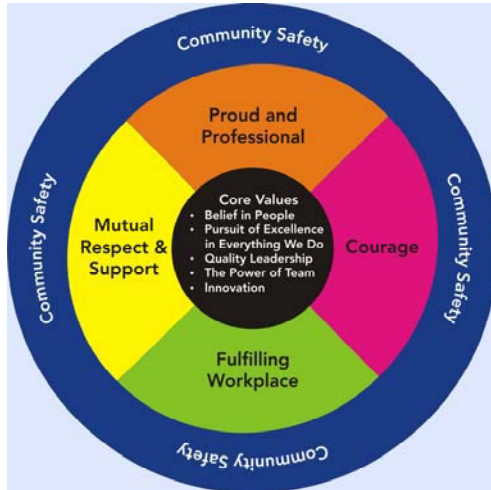 Community Safety
Proud and
Professional
Community Safety
Mutual
Respect &
Support
Core Values
• Belief in People
• Pursuit of Excellence
in Everything We Do
• Quality Leadership
• The Power of Team
• Innovation
Courage
Community Safety
Fulfilling
Workplace
Community Safety